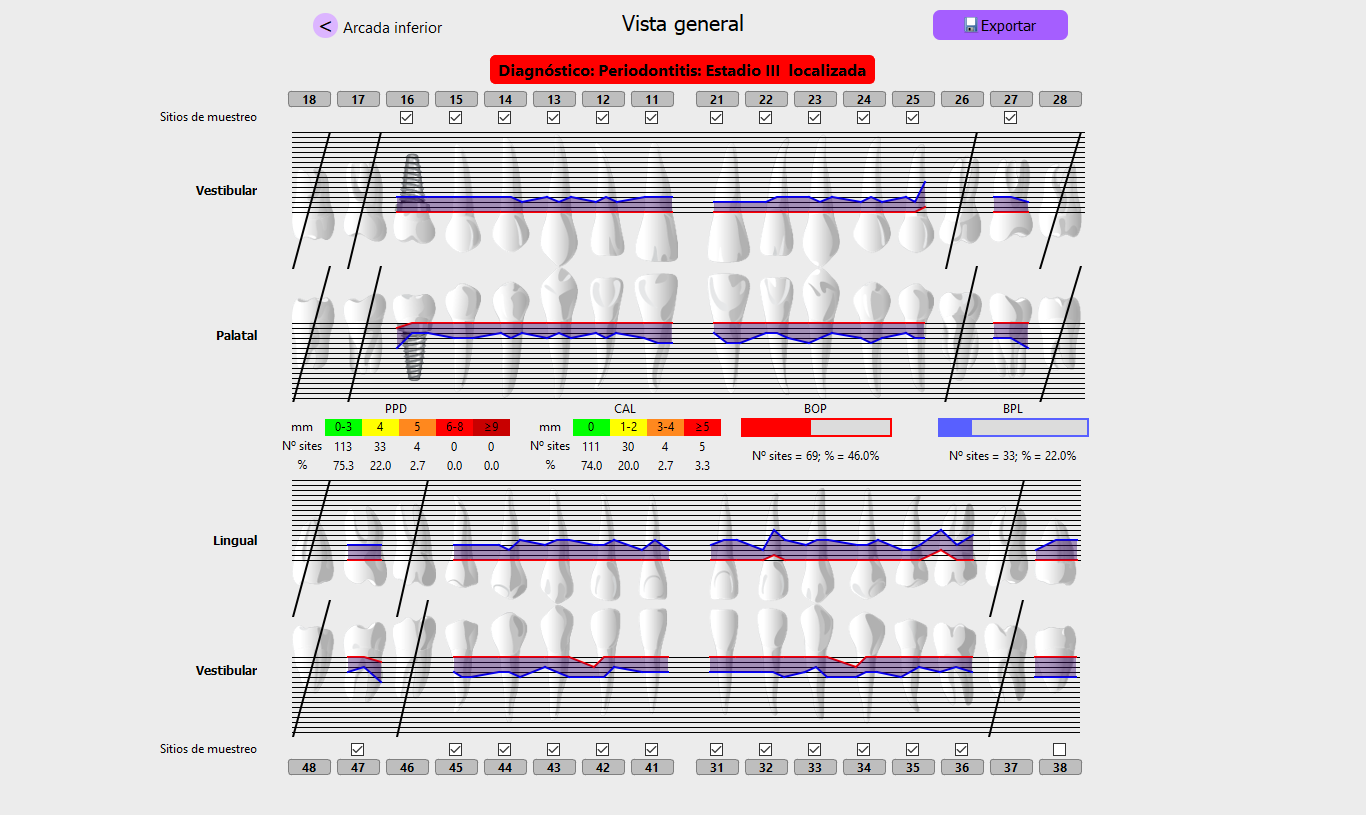 < Arcada inferior
Vista general
Exportar
Diagnóstico: Periodontitis: Estadio III localizada
18 17 16 15 14 13 12 11 21 22 23 24 25 26 27 28
Sitios de muestreo
Vestibular
Palatal
PPD CAL BOP BPL
mm 0-3 4 5 6-8 ≥9 mm 0 1-2 3-4 ≥5
Nº sites 113 33 4 0 0 Nº sites 111 30 4 5 Nº sites = 69; % = 46.0% Nº sites = 33; % = 22.0%
% 75.3 22.0 2.7 0.0 0.0 % 74.0 20.0 2.7 3.3
Lingual
Vestibular
Sitios de muestreo
48 47 46 45 44 43 42 41 31 32 33 34 35 36 37 38